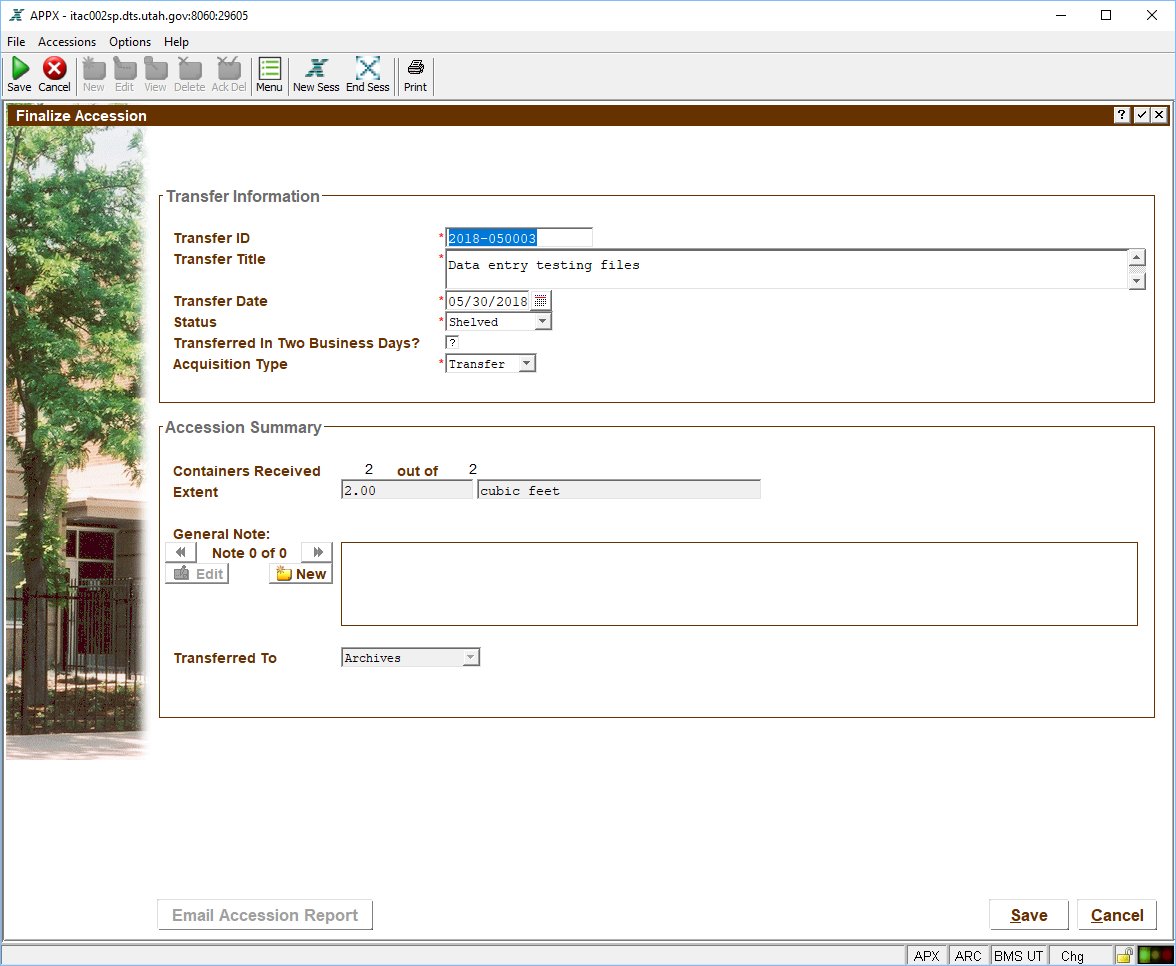 APPX - itac002sp.dts.utah.gov:8060:29605
File Accessions Options Help
Save Cancel New Edit View Delete Ack Del Menu New Sess End Sess Print
Finalize Accession
Transfer Information
Transfer ID * 2018-050003
Transfer Title * Data entry testing files
Transfer Date * 05/30/2018
Status * Shelved
Transferred In Two Business Days? ?
Acquisition Type * Transfer
Accession Summary
Containers Received 2 out of 2
Extent 2.00 cubic feet
General Note:
Note 0 of 0
Edit New
Transferred To Archives
Email Accession Report Save Cancel
APX ARC BMS UT Chg